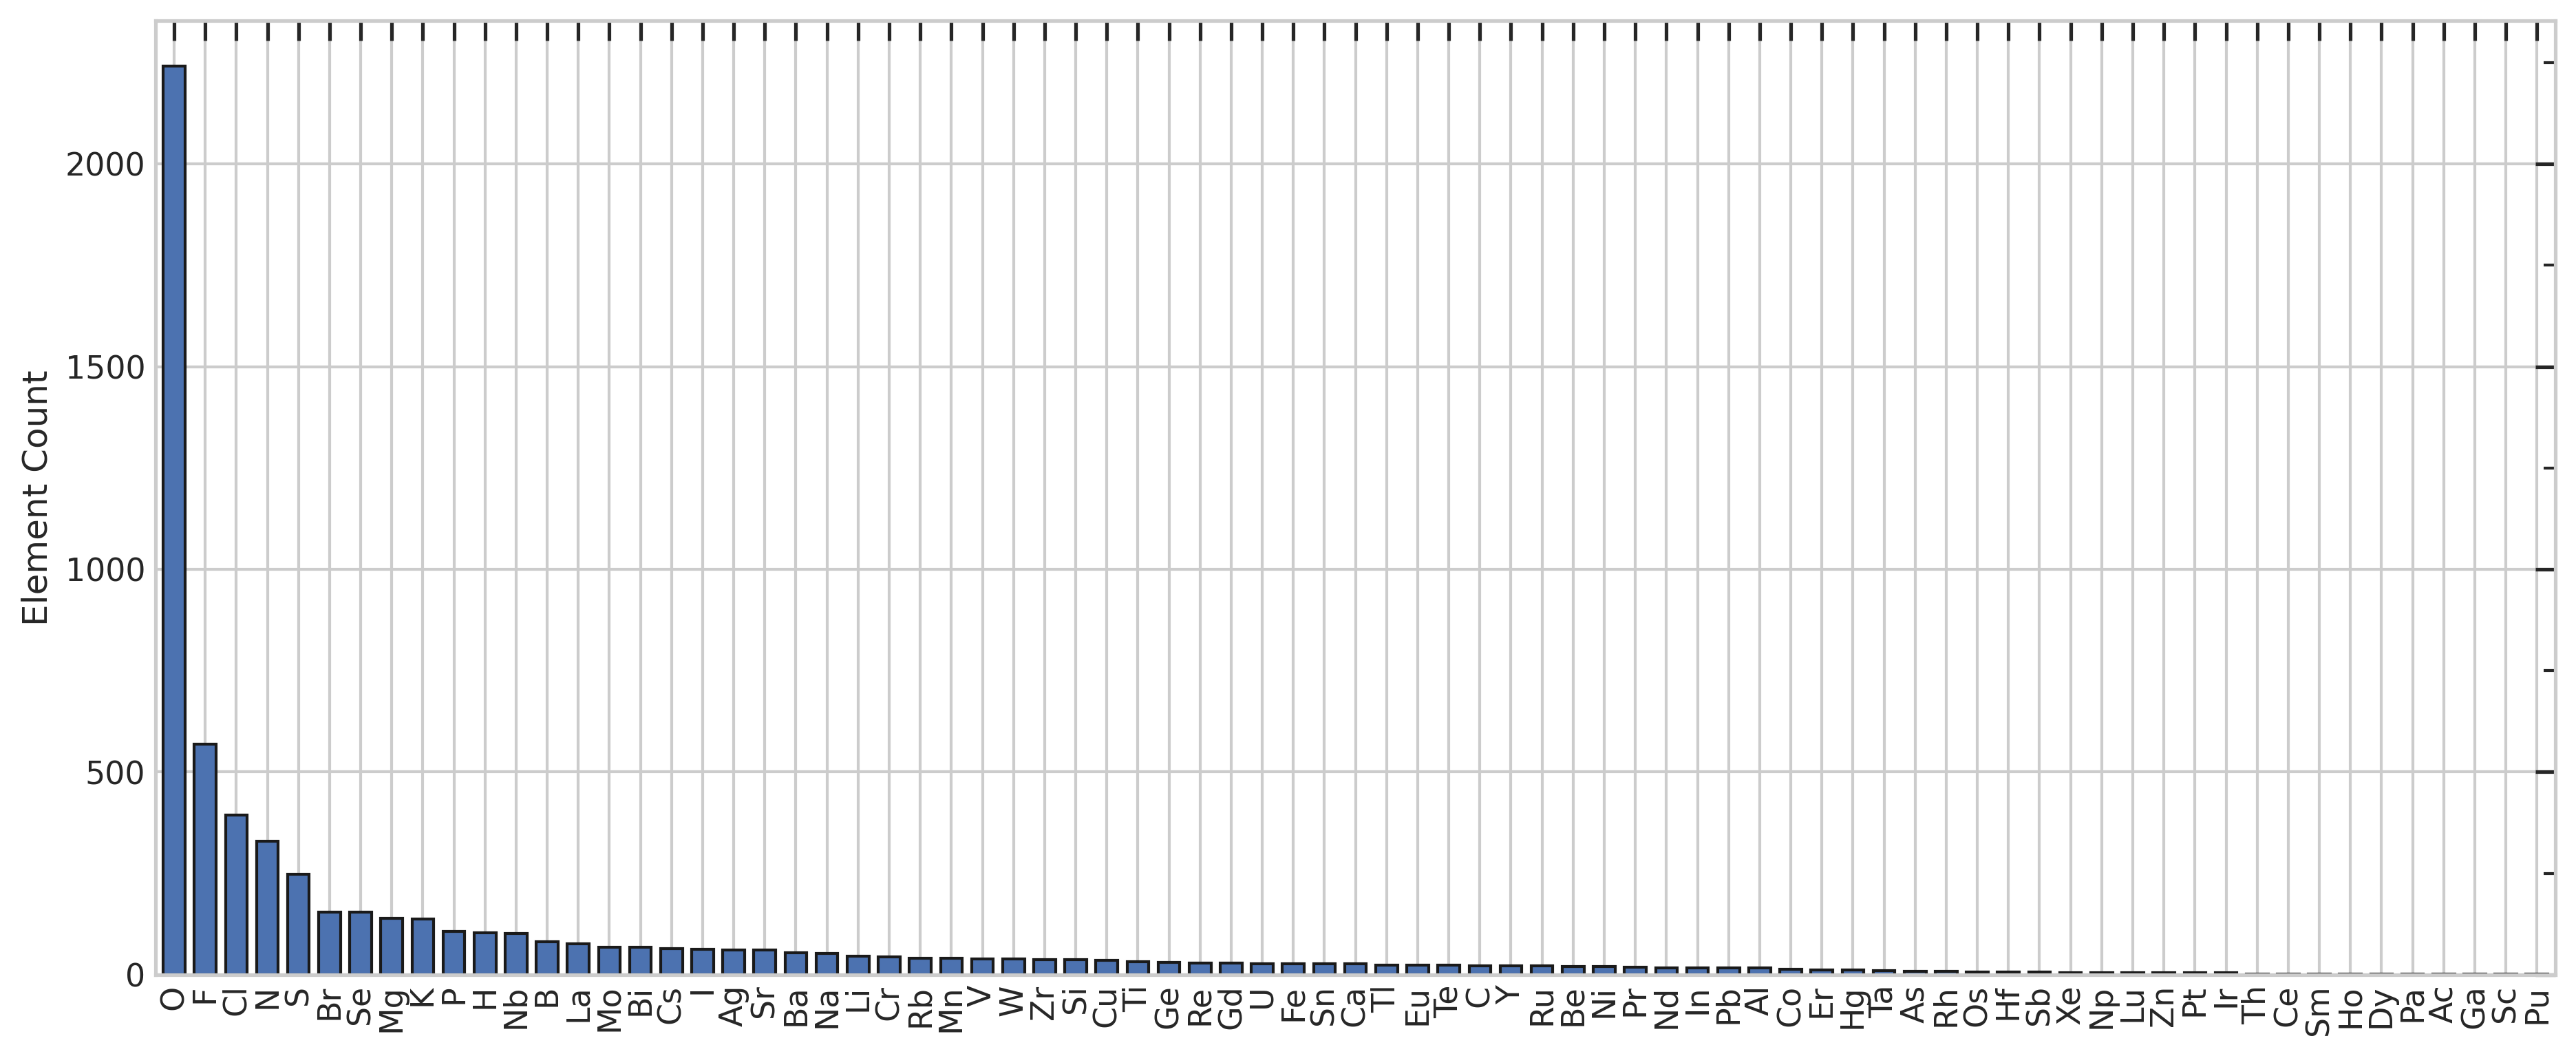 Element Count
2000
1500
1000
500
0
O F Cl N S Br Se Mg K P H Nb B La Mo Bi Cs I Ag Sr Ba Na Li Cr Rb Mn V W Zr Si Cu Ti Ge Re Gd U Fe Sn Ca Tl Eu Te C Y Ru Be Ni Pr Nd In Pb Al Co Er Hg Ta As Rh Os Hf Sb Xe Np Lu Zn Pt Ir Th Ce Sm Ho Dy Pa Ac Ga Sc Pu